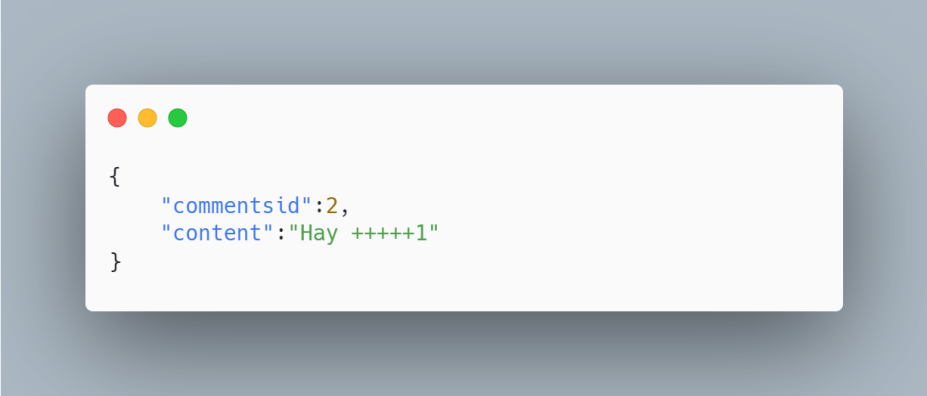 {
    "commentsid":2,
    "content":"Hay +++++1"
}